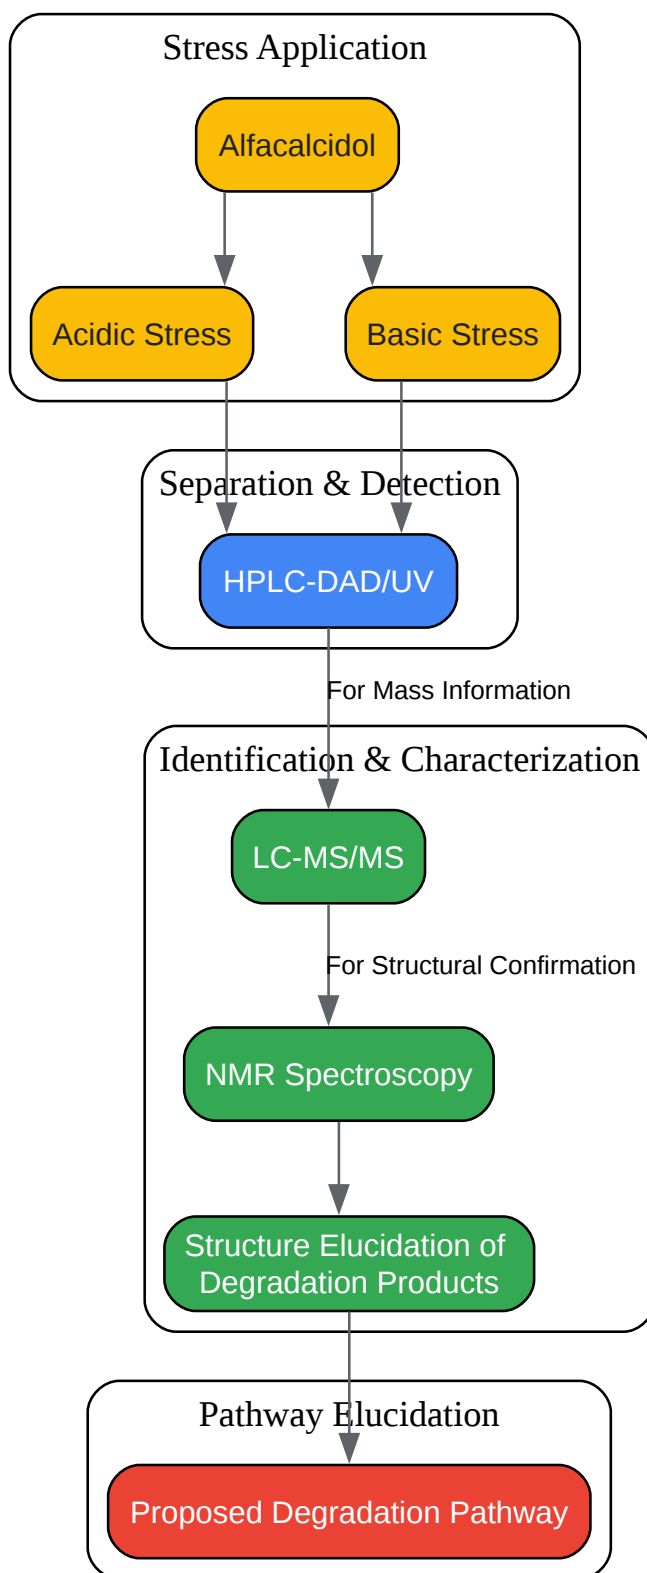 Stress Application
Alfacalcidol
Acidic Stress
Basic Stress
Separation & Detection
HPLC-DAD/UV
For Mass Information
Identification & Characterization
LC-MS/MS
For Structural Confirmation
NMR Spectroscopy
Structure Elucidation of
Degradation Products
Pathway Elucidation
Proposed Degradation Pathway